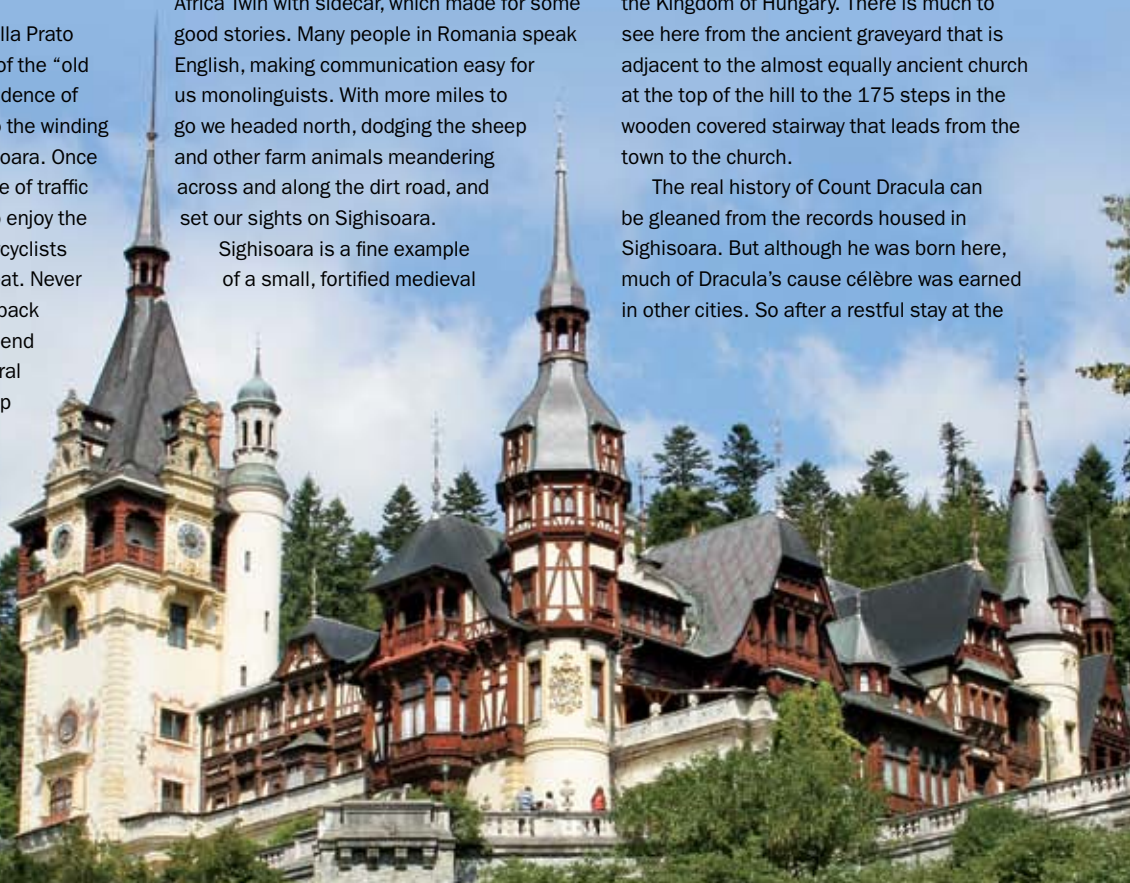 lla Prato
of the “old
dence of
the winding
oara. Once
e of traffic
enjoy the
cyclists
at. Never
back
end
ral
p
Africa Twin with sidecar, which made for some
good stories. Many people in Romania speak
English, making communication easy for
us monolinguists. With more miles to
go we headed north, dodging the sheep
and other farm animals meandering
across and along the dirt road, and
set our sights on Sighisoara.
Sighisoara is a fine example
of a small, fortified medieval
the Kingdom of Hungary. There is much to
see here from the ancient graveyard that is
adjacent to the almost equally ancient church
at the top of the hill to the 175 steps in the
wooden covered stairway that leads from the
town to the church.
The real history of Count Dracula can
be gleaned from the records housed in
Sighisoara. But although he was born here,
much of Dracula’s cause célèbre was earned
in other cities. So after a restful stay at the